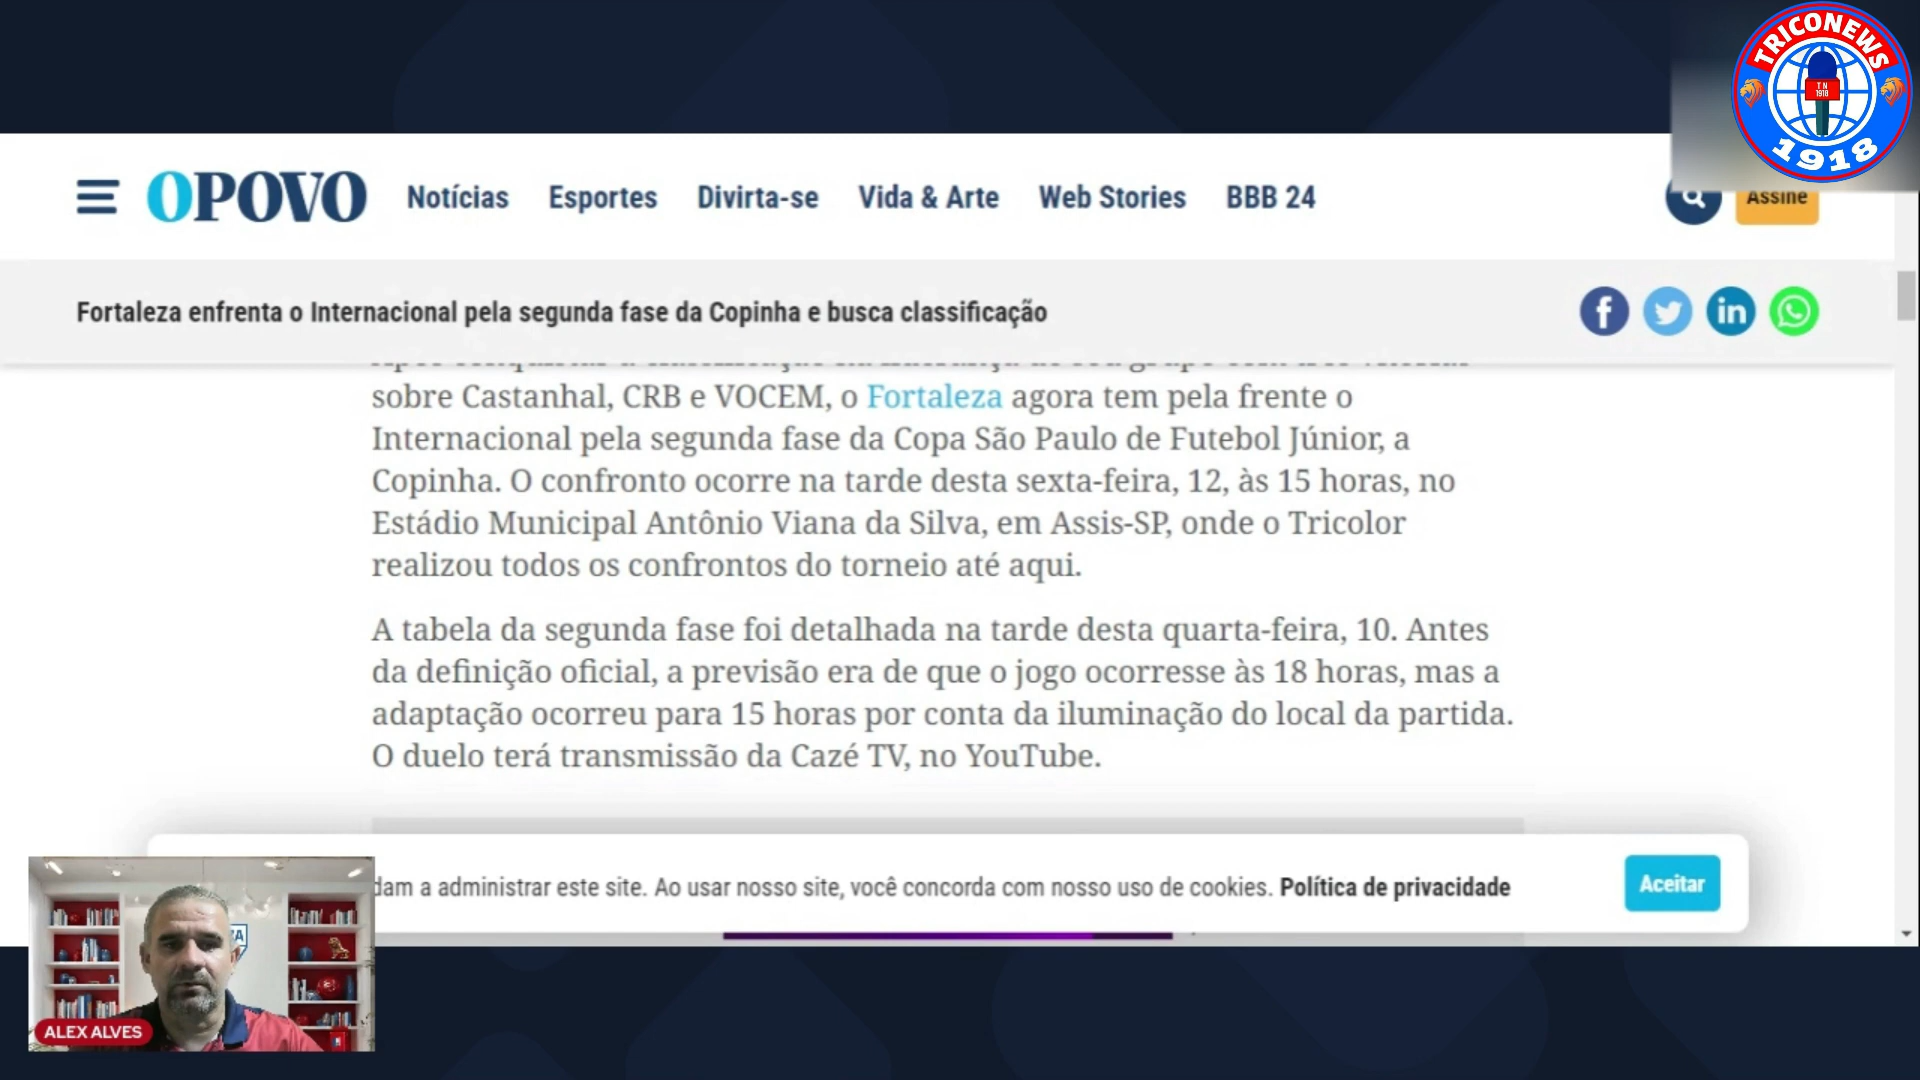 TRICONEWS
TN
1918
1918
OPOVO
Notícias
Esportes
Divirta-se
Vida & Arte
Web Stories
BBB 24
Assine
Fortaleza enfrenta o Internacional pela segunda fase da Copinha e busca classificação
sobre Castanhal, CRB e VOCEM, o Fortaleza agora tem pela frente o
Internacional pela segunda fase da Copa São Paulo de Futebol Júnior, a
Copinha. O confronto ocorre na tarde desta sexta-feira, 12, às 15 horas, no
Estádio Municipal Antônio Viana da Silva, em Assis-SP, onde o Tricolor
realizou todos os confrontos do torneio até aqui.
A tabela da segunda fase foi detalhada na tarde desta quarta-feira, 10. Antes
da definição oficial, a previsão era de que o jogo ocorresse às 18 horas, mas a
adaptação ocorreu para 15 horas por conta da iluminação do local da partida.
O duelo terá transmissão da Cazé TV, no YouTube.
dam a administrar este site. Ao usar nosso site, você concorda com nosso uso de cookies. Política de privacidade
Aceitar
ALEX ALVES